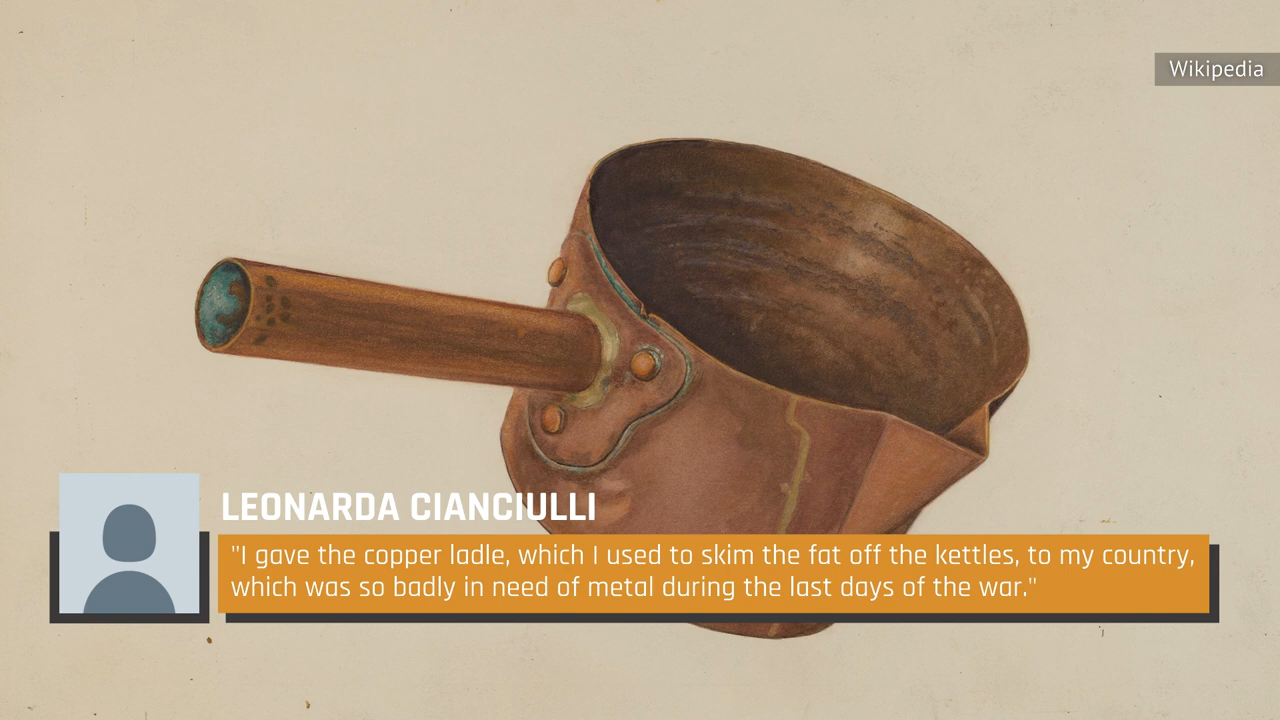 Wikipedia
LEONARDA CIANCIULLI
"I gave the copper ladle, which I used to skim the fat off the kettles, to my country,
which was so badly in need of metal during the last days of the war."